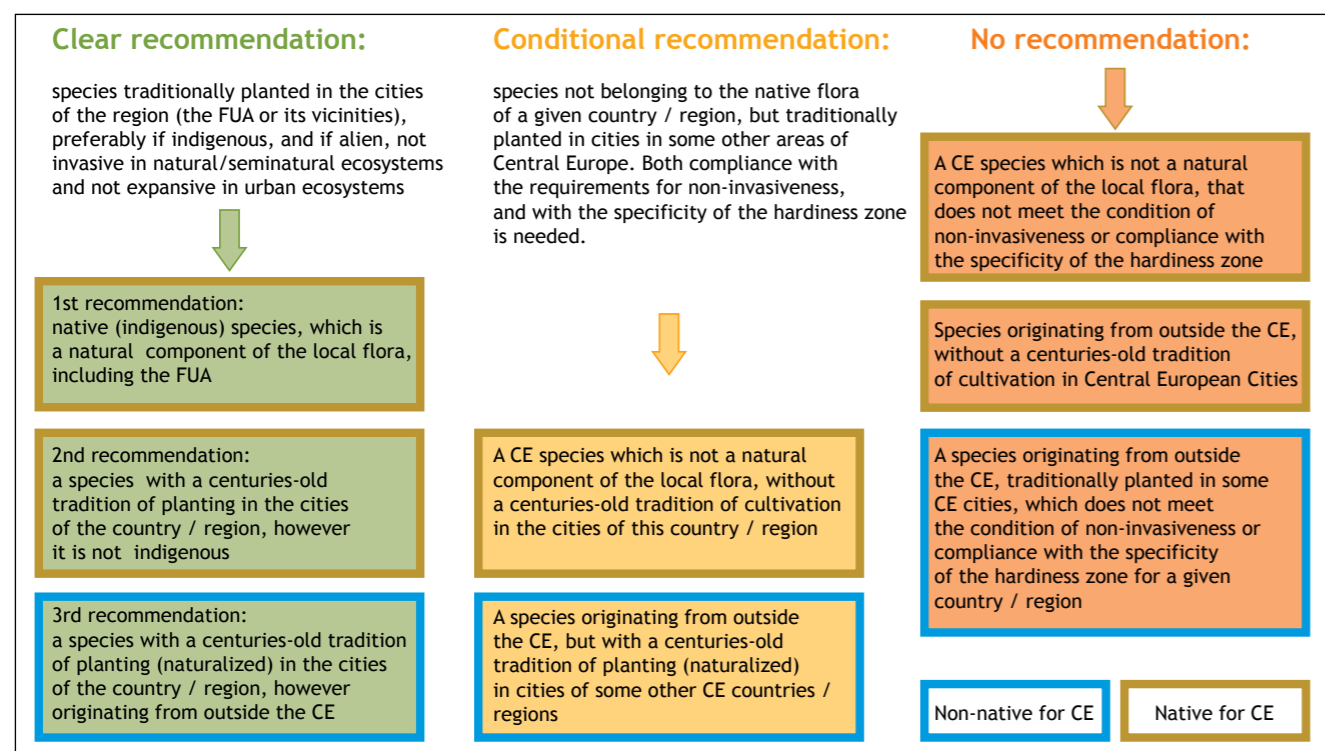 Clear recommendation:
species traditionally planted in the cities
of the region (the FUA or its vicinities),
preferably if indigenous, and if alien, not
invasive in natural/seminatural ecosystems
and not expansive in urban ecosystems
1st recommendation:
native (indigenous) species, which is
a natural component of the local flora,
including the FUA
2nd recommendation:
a species with a centuries-old
tradition of planting in the cities
of the country / region, however
it is not indigenous
3rd recommendation:
a species with a centuries-old tradition
of planting (naturalized) in the cities
of the country / region, however
originating from outside the CE
Conditional recommendation:
species not belonging to the native flora
of a given country / region, but traditionally
planted in cities in some other areas of
Central Europe. Both compliance with
the requirements for non-invasiveness,
and with the specificity of the hardiness zone
is needed.
A CE species which is not a natural
component of the local flora, without
a centuries-old tradition of cultivation
in the cities of this country / region
A species originating from outside
the CE, but with a centuries-old
tradition of planting (naturalized)
in cities of some other CE countries /
regions
No recommendation:
A CE species which is not a natural
component of the local flora, that
does not meet the condition of
non-invasiveness or compliance with
the specificity of the hardiness zone
Species originating from outside the CE,
without a centuries-old tradition
of cultivation in Central European Cities
A species originating from outside
the CE, traditionally planted in some
CE cities, which does not meet
the condition of non-invasiveness or
compliance with the specificity
of the hardiness zone for a given
country / region
Non-native for CE
Native for CE